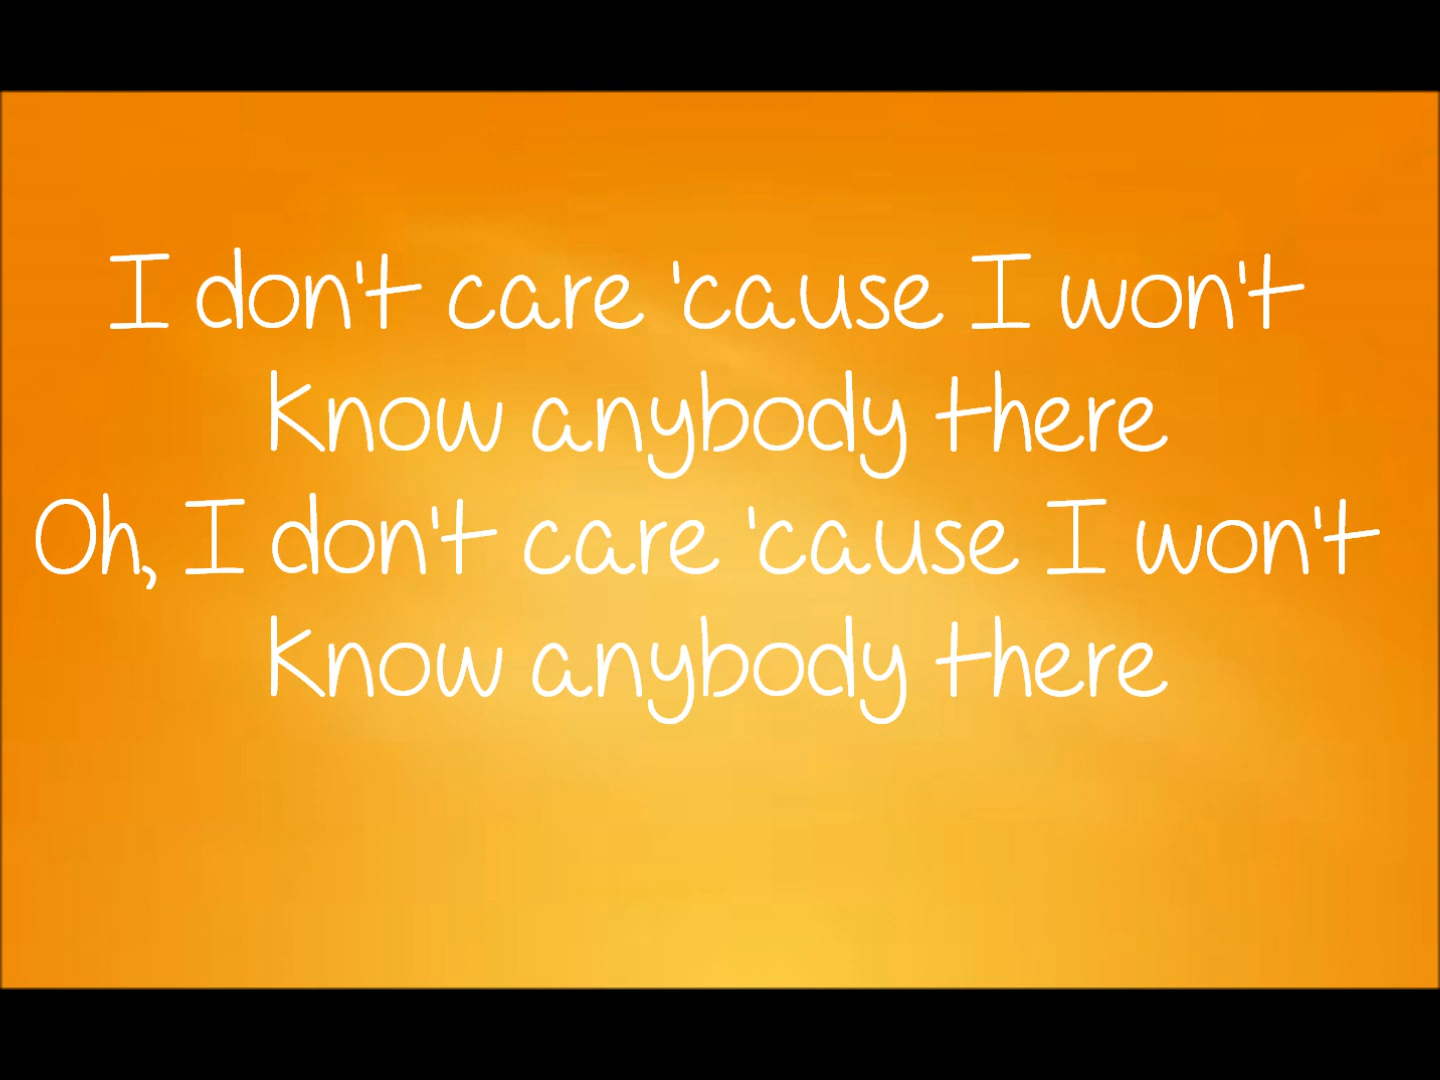 I don't care 'cause I won't
know anybody there
Oh, I don't care 'cause I won't
know anybody there